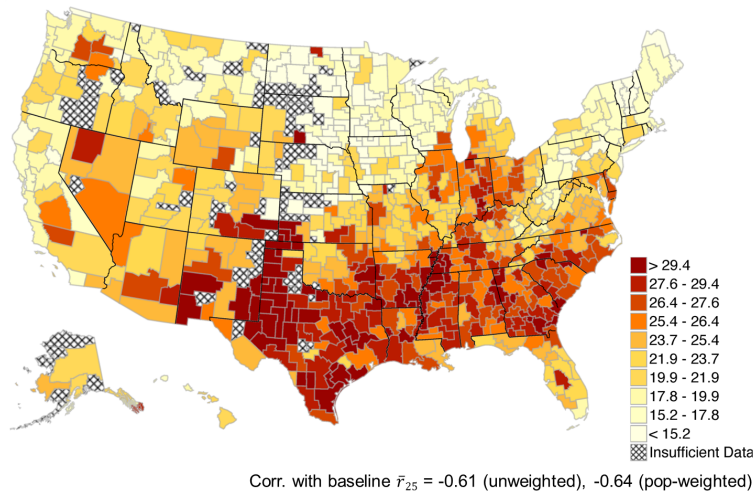 > 29.4
27.6 - 29.4
26.4 - 27.6
25.4 - 26.4
23.7 - 25.4
21.9 - 23.7
19.9 - 21.9
17.8 - 19.9
15.2 - 17.8
< 15.2
Insufficient Data
Corr. with baseline r̄₂₅ = -0.61 (unweighted), -0.64 (pop-weighted)